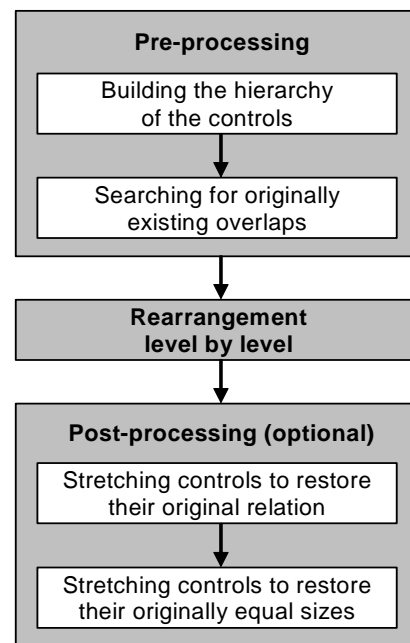 Pre-processing
Building the hierarchy
of the controls
Searching for originally
existing overlaps
Rearrangement
level by level
Post-processing (optional)
Stretching controls to restore
their original relation
Stretching controls to restore
their originally equal sizes